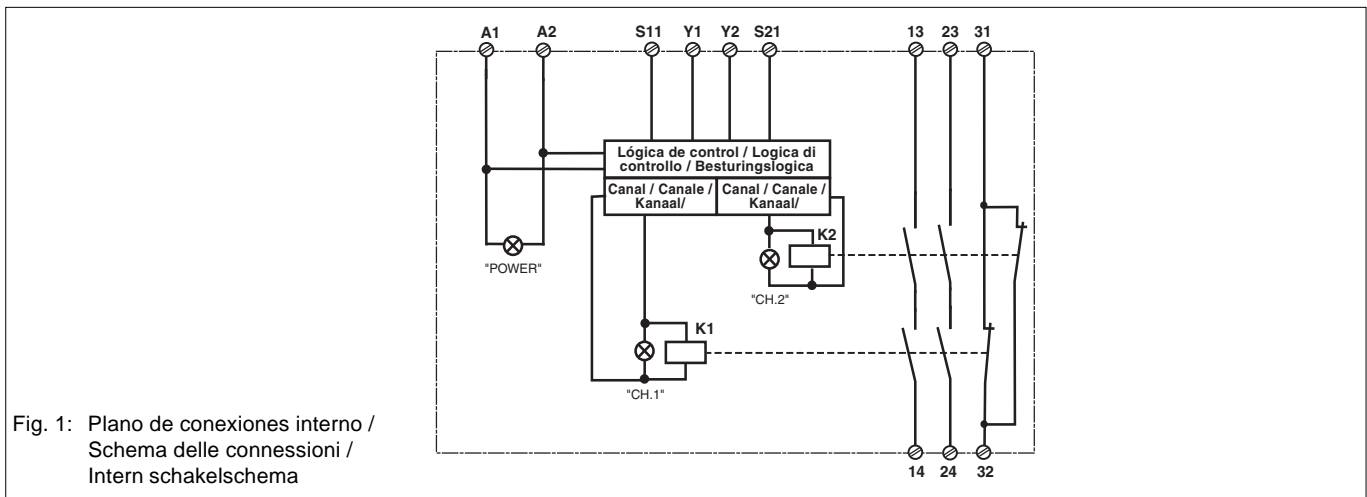 A1 A2 S11 Y1 Y2 S21 13 23 31
Lógica de control / Logica di
controllo / Besturingslogica
Canal / Canale /
Kanaal/
Canal / Canale /
Kanaal/
K2
"POWER"
"CH.2"
K1
"CH.1"
14 24 32
Fig. 1: Plano de conexiones interno /
Schema delle connessioni /
Intern schakelschema